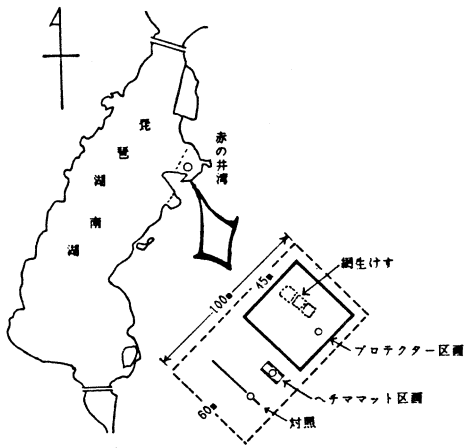 琵琶湖南湖
赤の井湾
網生けす
100m
45m
プロテクター区画
ヘチママット区画
60m
対照